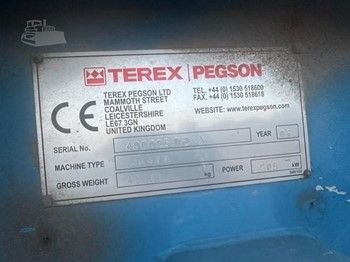 TEREX PEGSON
TEREX PEGSON LTD
MAMMOTH STREET
COALVILLE
LEICESTERSHIRE
LE67 3GN
UNITED KINGDOM
TEL. +44 (0) 1530 518600
FAX. +44 (0) 1530 518618
WEBSITE: www.terexpegson.com
CE
SERIAL No.
YEAR
MACHINE TYPE
GROSS WEIGHT kg POWER kW